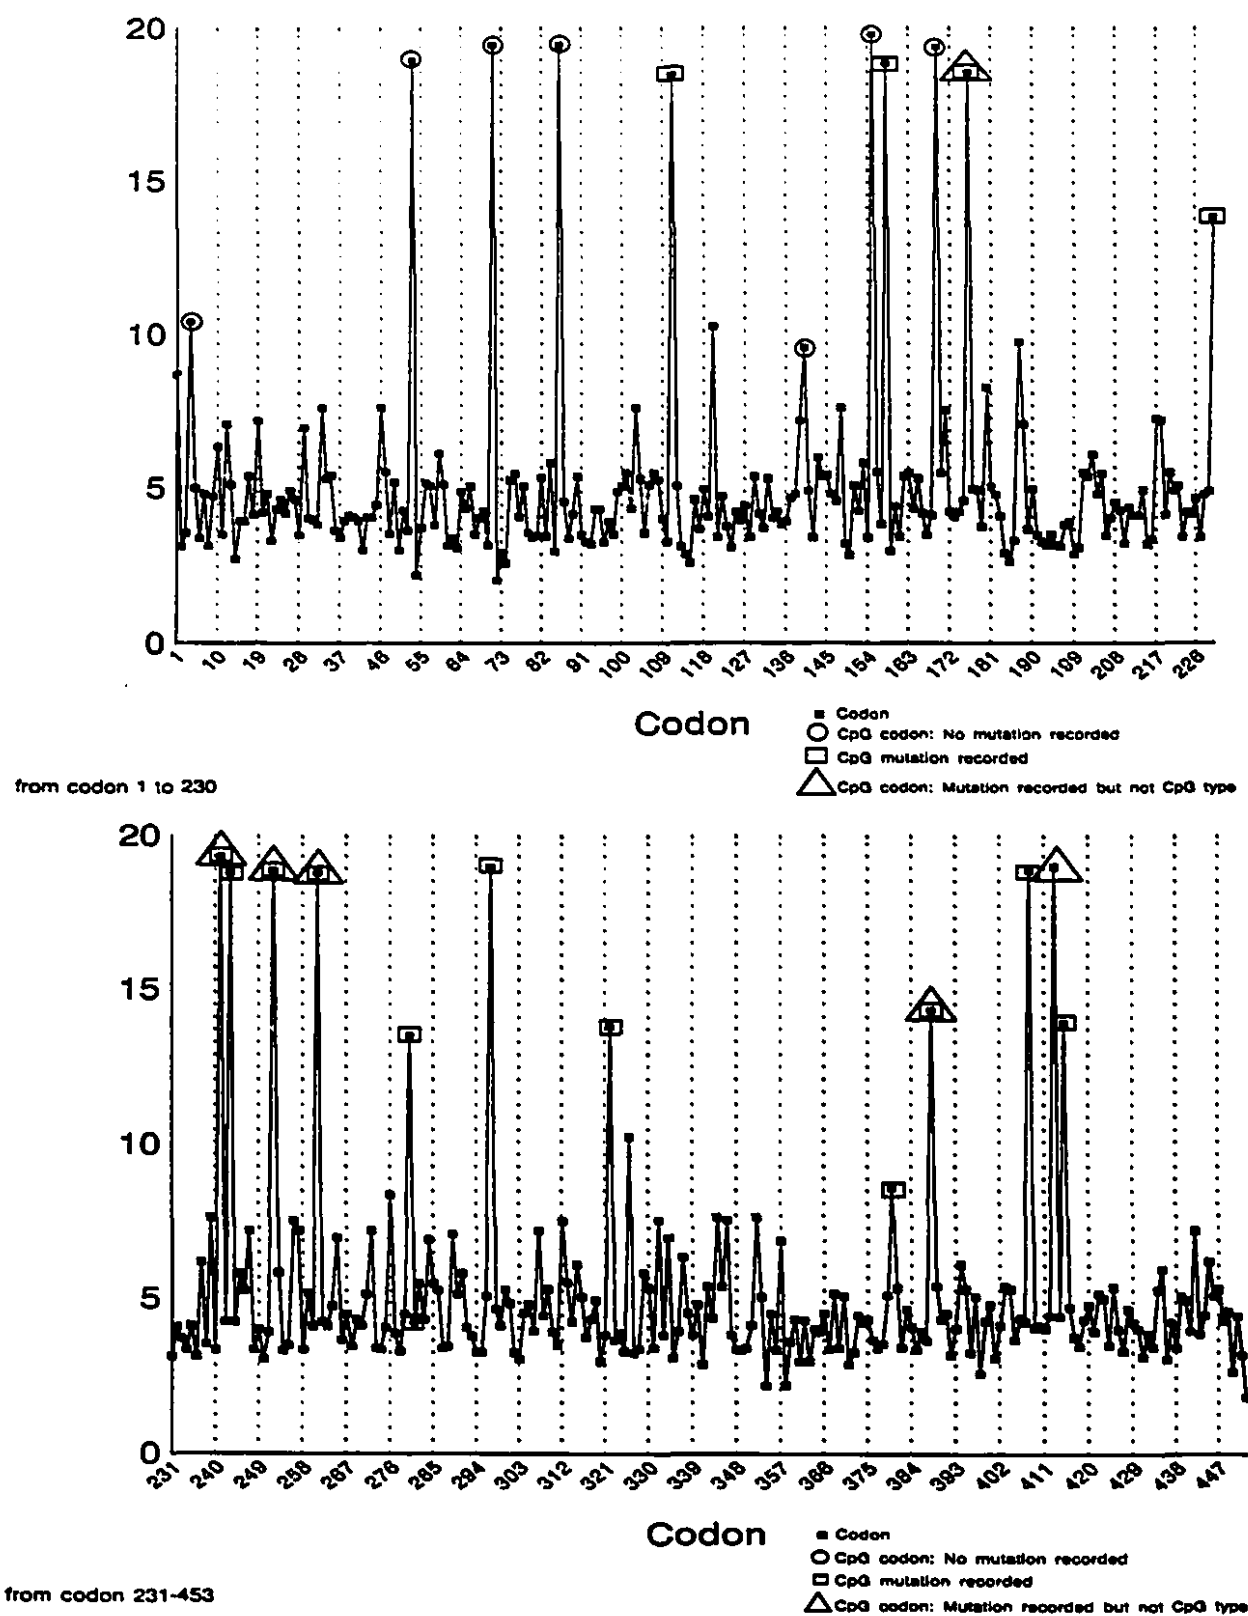 20
15
10
5
0
1 10 19 28 37 46 55 64 73 82 91 100 109 118 127 136 145 154 163 172 181 190 199 208 217 226
Codon
Codon
CpG codon: No mutation recorded
CpG mutation recorded
CpG codon: Mutation recorded but not CpG type
from codon 1 to 230
20
15
10
5
0
231 240 249 258 267 276 285 294 303 312 321 330 339 348 357 366 375 384 393 402 411 420 429 438 447
Codon
Codon
CpG codon: No mutation recorded
CpG mutation recorded
CpG codon: Mutation recorded but not CpG type
from codon 231-453